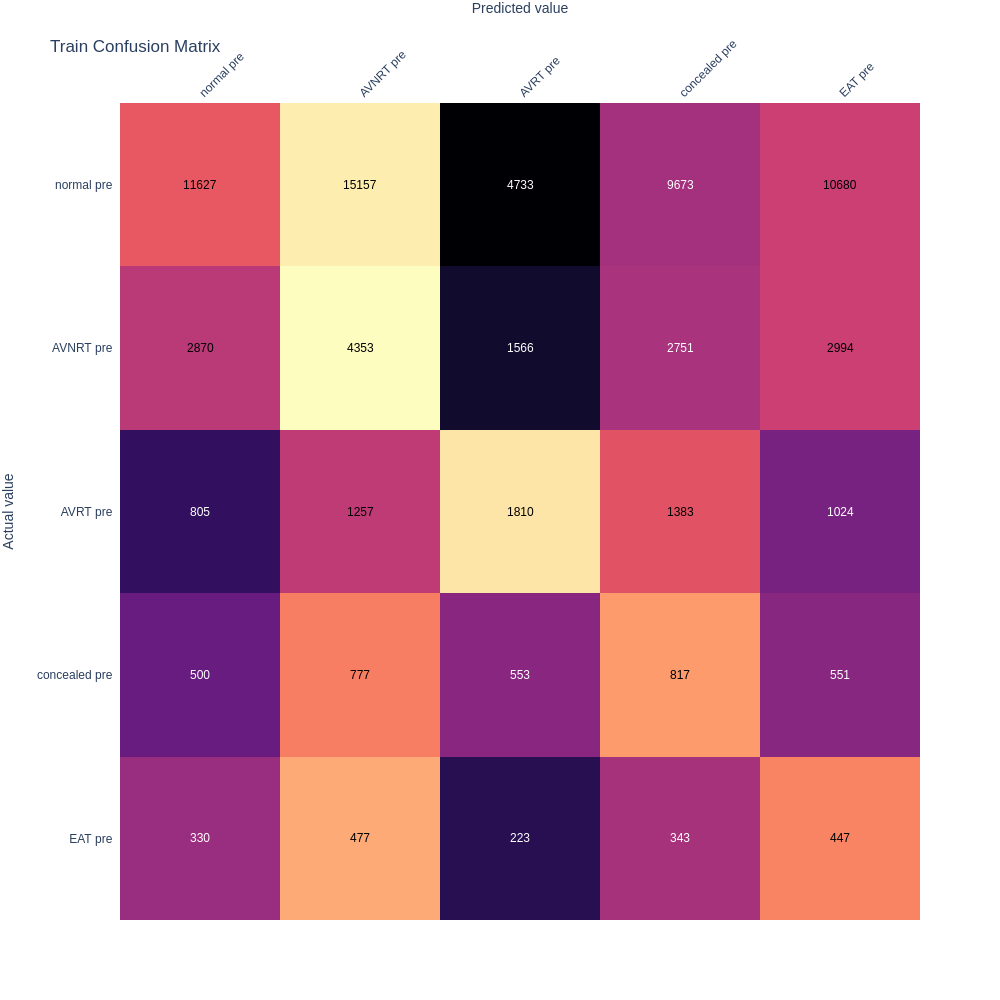 Predicted value
Train Confusion Matrix
normal pre AVNRT pre AVRT pre concealed pre EAT pre
normal pre 11627 15157 4733 9673 10680
AVNRT pre 2870 4353 1566 2751 2994
AVRT pre 805 1257 1810 1383 1024
Actual value
concealed pre 500 777 553 817 551
EAT pre 330 477 223 343 447